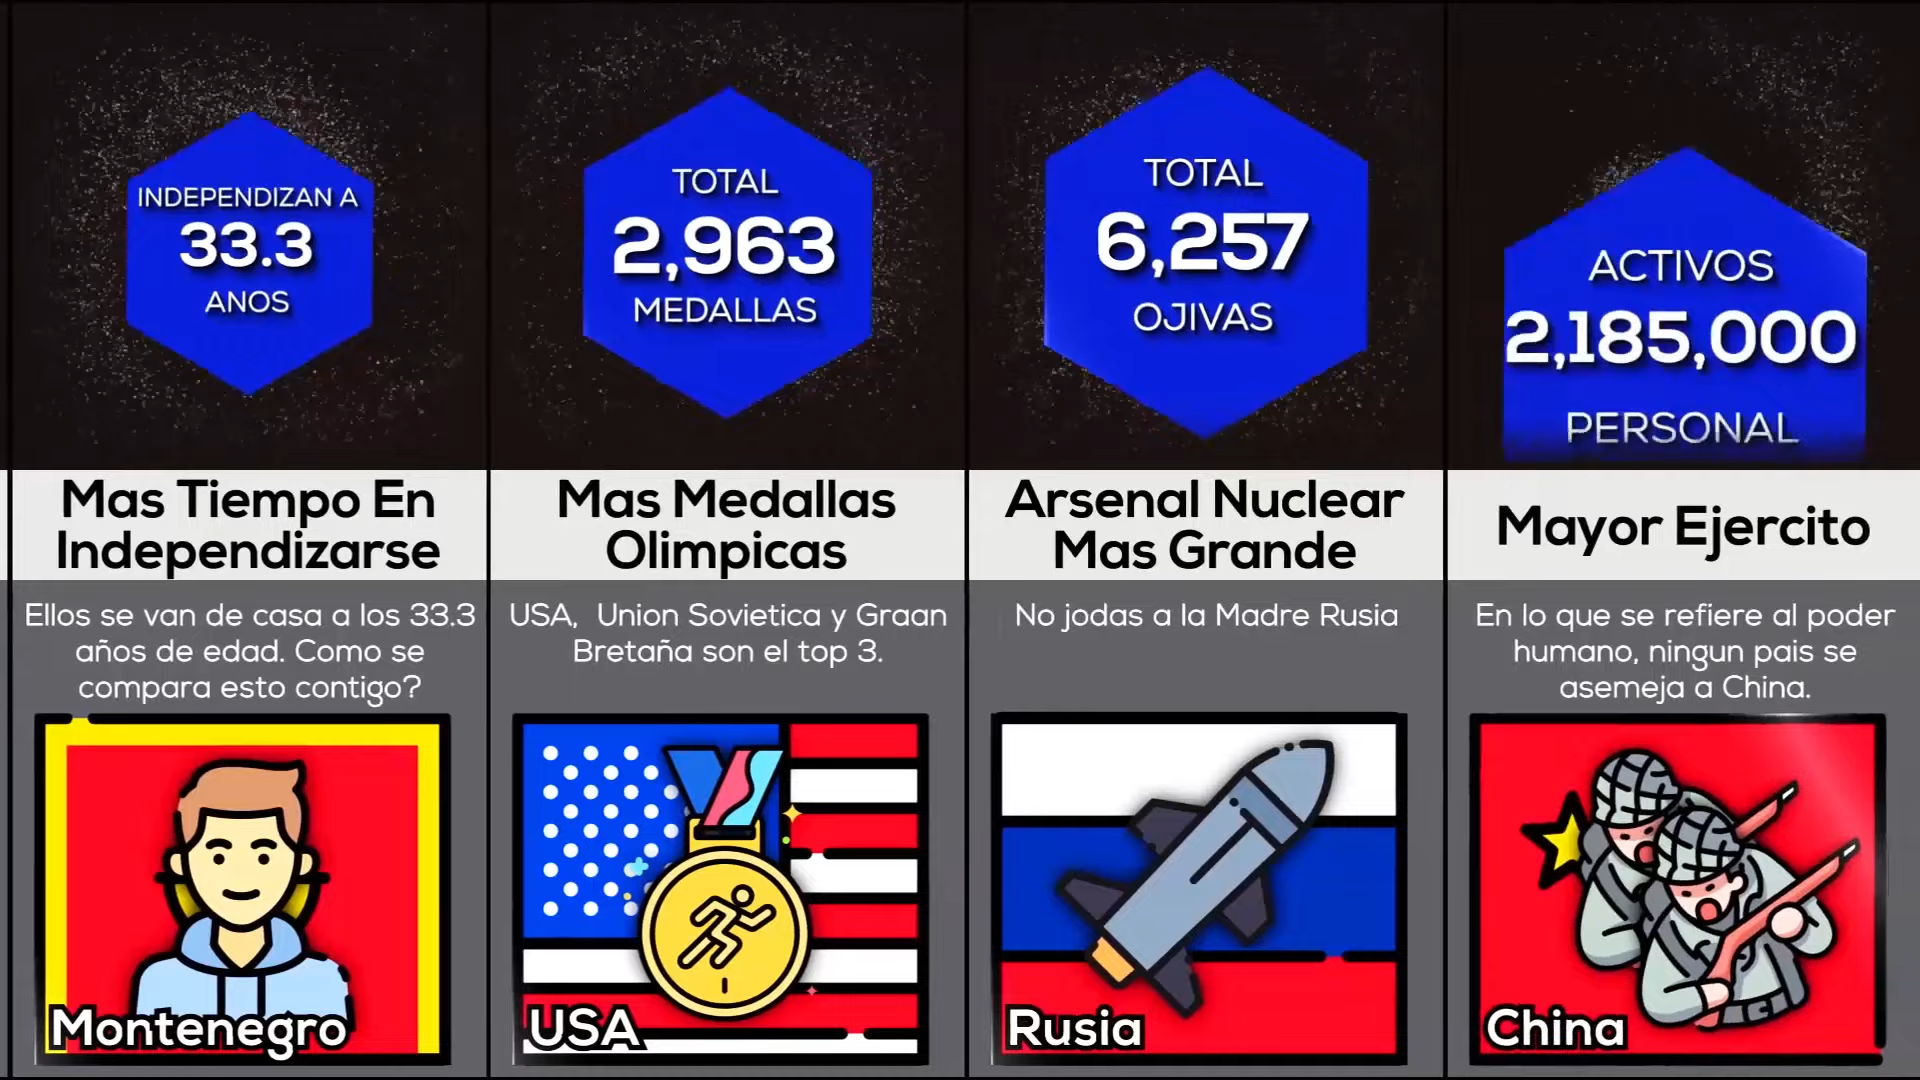 INDEPENDIZAN A
33.3
ANOS
Mas Tiempo En
Independizarse
Ellos se van de casa a los 33.3
años de edad. Como se
compara esto contigo?
Montenegro
TOTAL
2,963
MEDALLAS
Mas Medallas
Olimpicas
USA, Union Sovietica y Graan
Bretaña son el top 3.
USA
TOTAL
6,257
OJIVAS
Arsenal Nuclear
Mas Grande
No jodas a la Madre Rusia
Rusia
ACTIVOS
2,185,000
PERSONAL
Mayor Ejercito
En lo que se refiere al poder
humano, ningun pais se
asemeja a China.
China